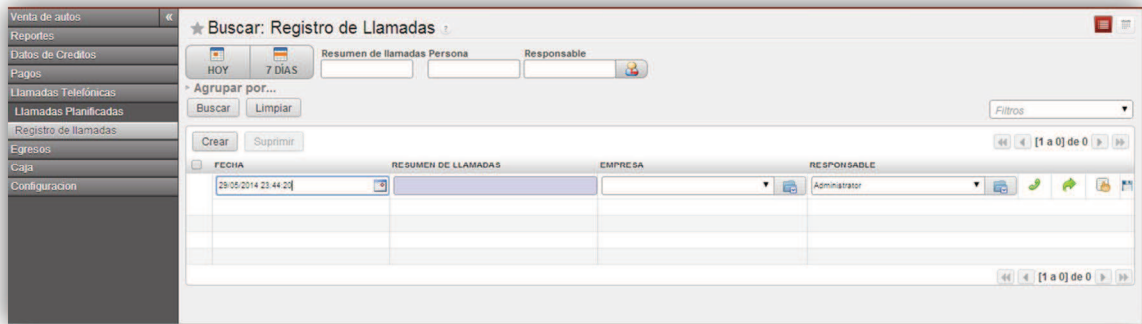 Venta de autos
«
Reportes
Datos de Creditos
Pagos
Llamadas Telefónicas
Llamadas Planificadas
Registro de llamadas
Egresos
Caja
Configuracion
Buscar: Registro de Llamadas
HOY
7 DÍAS
Resumen de llamadas Persona Responsable
Agrupar por...
Buscar Limpiar
Filtros
Crear Suprimir
[1 a 0] de 0
FECHA RESUMEN DE LLAMADAS EMPRESA RESPONSABLE
29/05/2014 23:44:20 Administrator
[1 a 0] de 0